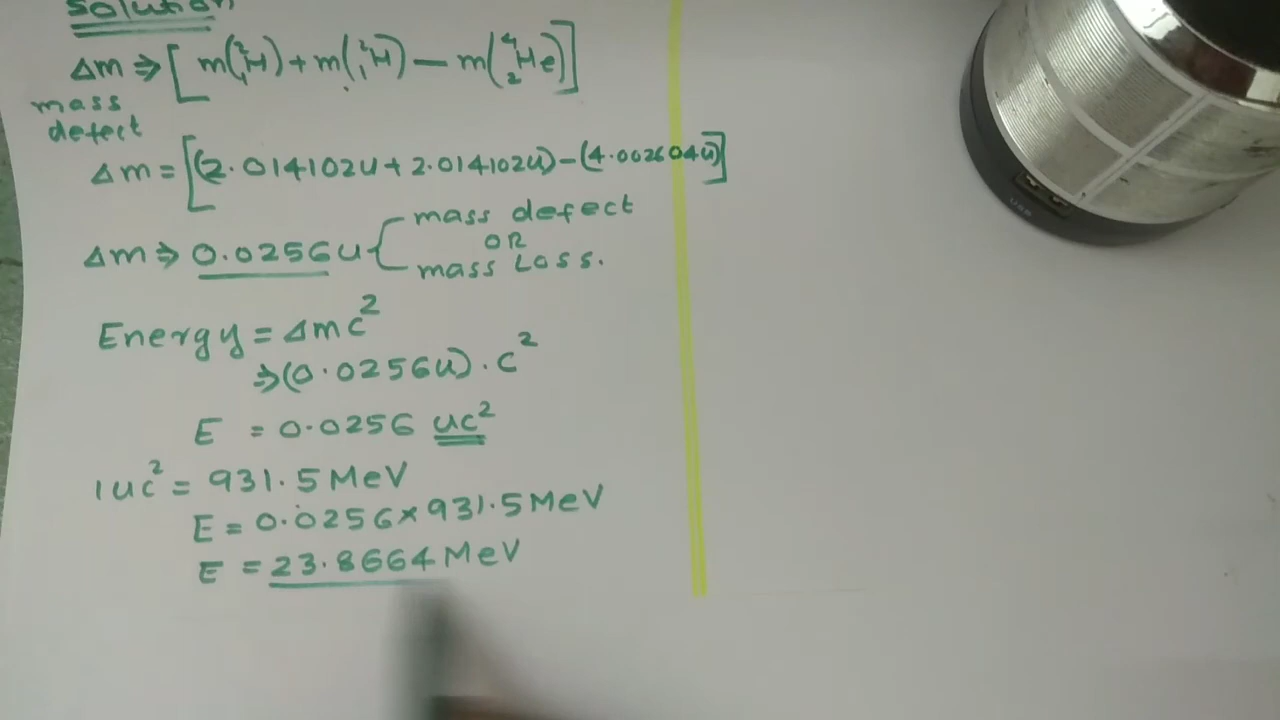 Solution
Δm ⇒ [m(²₁H) + m(²₁H) — m(⁴₂He)]
mass
defect
Δm = [(2.014102u + 2.014102u) – (4.002604u)]
Δm ⇒ 0.0256u { mass defect
OR
mass Loss.
Energy = Δmc²
⇒ (0.0256u) . c²
E = 0.0256 uc²
1uc² = 931.5 MeV
E = 0.0256 × 931.5 MeV
E = 23.8664 MeV
USB